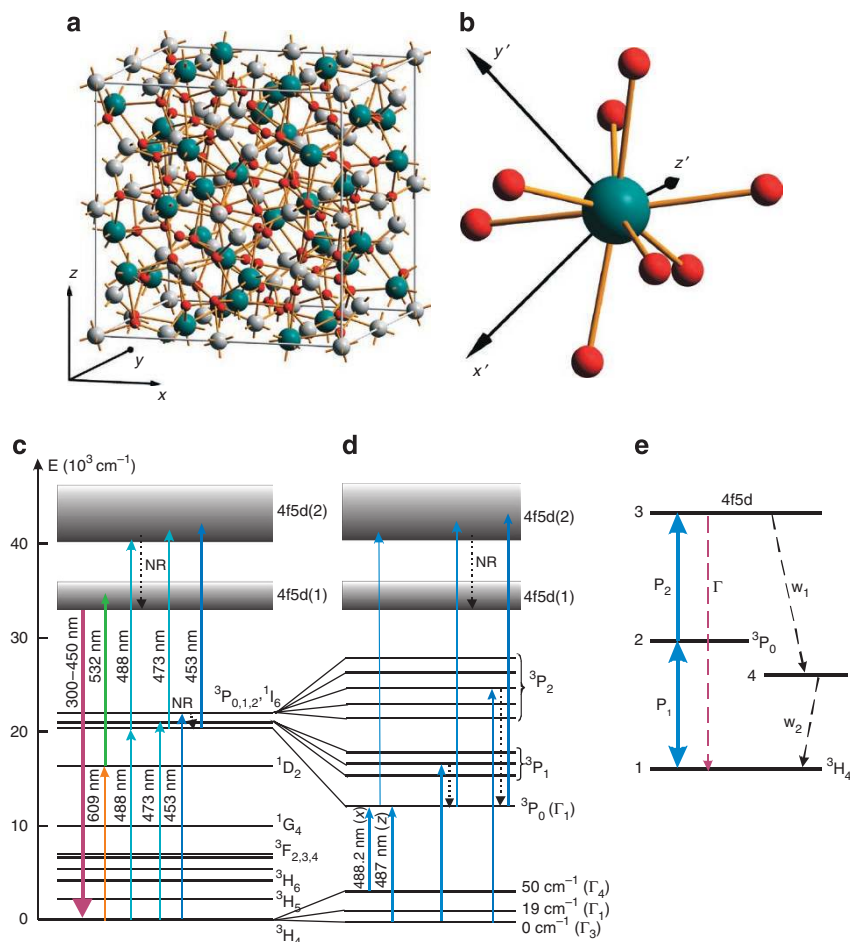 a
z
y
x
b
y′
z′
x′
c
E (10³ cm⁻¹)
40
30
20
10
0
4f5d(2)
NR
4f5d(1)
300–450 nm
532 nm
488 nm
473 nm
453 nm
³P₀,₁,₂,¹I₆
NR
¹D₂
609 nm
488 nm
473 nm
453 nm
¹G₄
³F₂,₃,₄
³H₆
³H₅
³H₄
d
4f5d(2)
NR
4f5d(1)
³P₂
³P₁
³P₀ (Γ₁)
488.2 nm (x)
487 nm (z)
50 cm⁻¹ (Γ₄)
19 cm⁻¹ (Γ₁)
0 cm⁻¹ (Γ₃)
e
3
4f5d
P₂
Γ
w₁
2
³P₀
4
P₁
w₂
1
³H₄